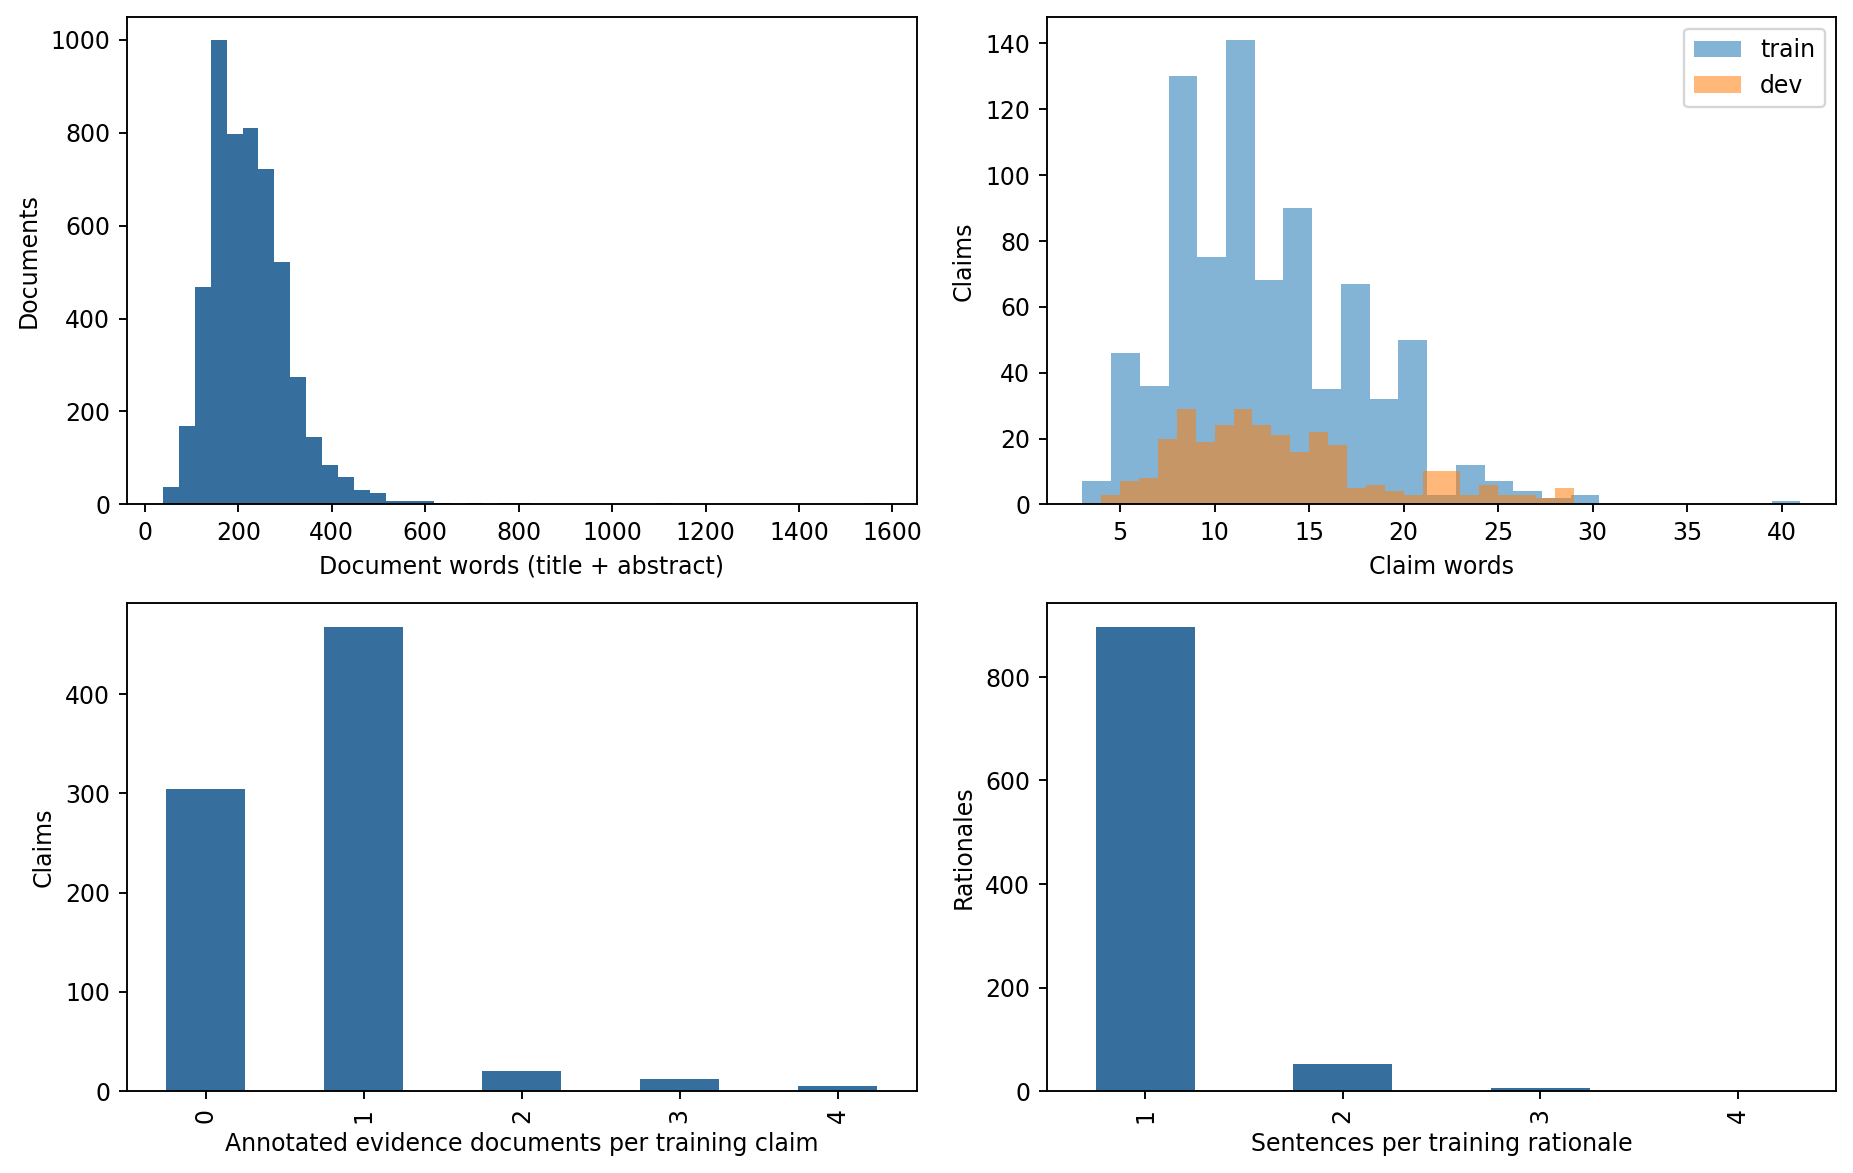 1000
800
600
400
200
0
Documents
0 200 400 600 800 1000 1200 1400 1600
Document words (title + abstract)
140
120
100
80
60
40
20
0
Claims
train
dev
5 10 15 20 25 30 35 40
Claim words
400
300
200
100
0
Claims
0 1 2 3 4
Annotated evidence documents per training claim
800
600
400
200
0
Rationales
1 2 3 4
Sentences per training rationale